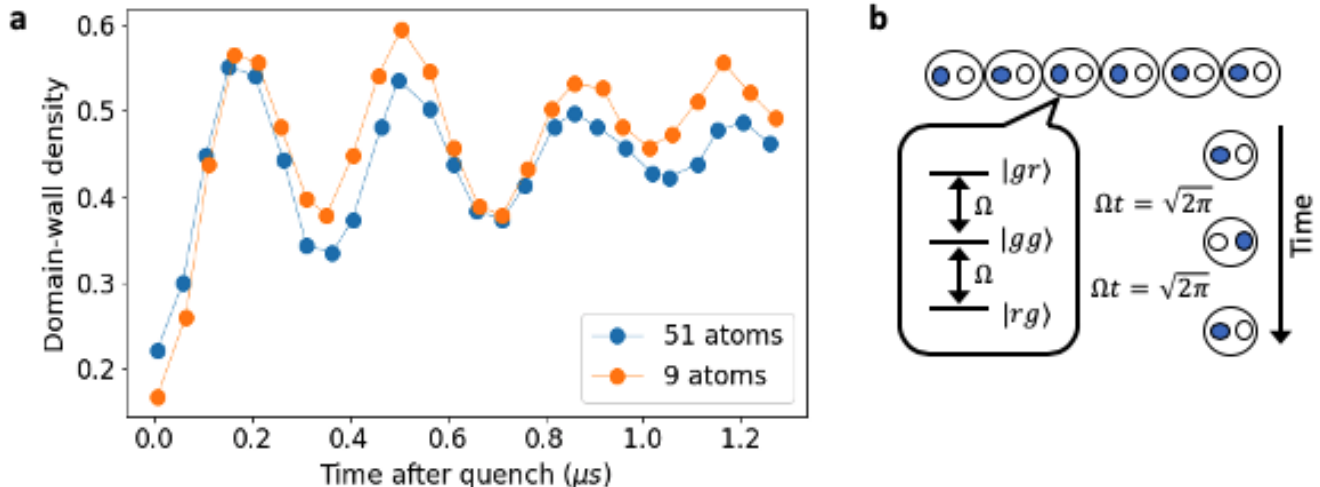 a
0.6
0.5
0.4
0.3
0.2
Domain-wall density
0.0 0.2 0.4 0.6 0.8 1.0 1.2
Time after quench (μs)
51 atoms
9 atoms
b
|gr⟩
Ω
|gg⟩
Ω
|rg⟩
Ωt = √2π
Ωt = √2π
Time